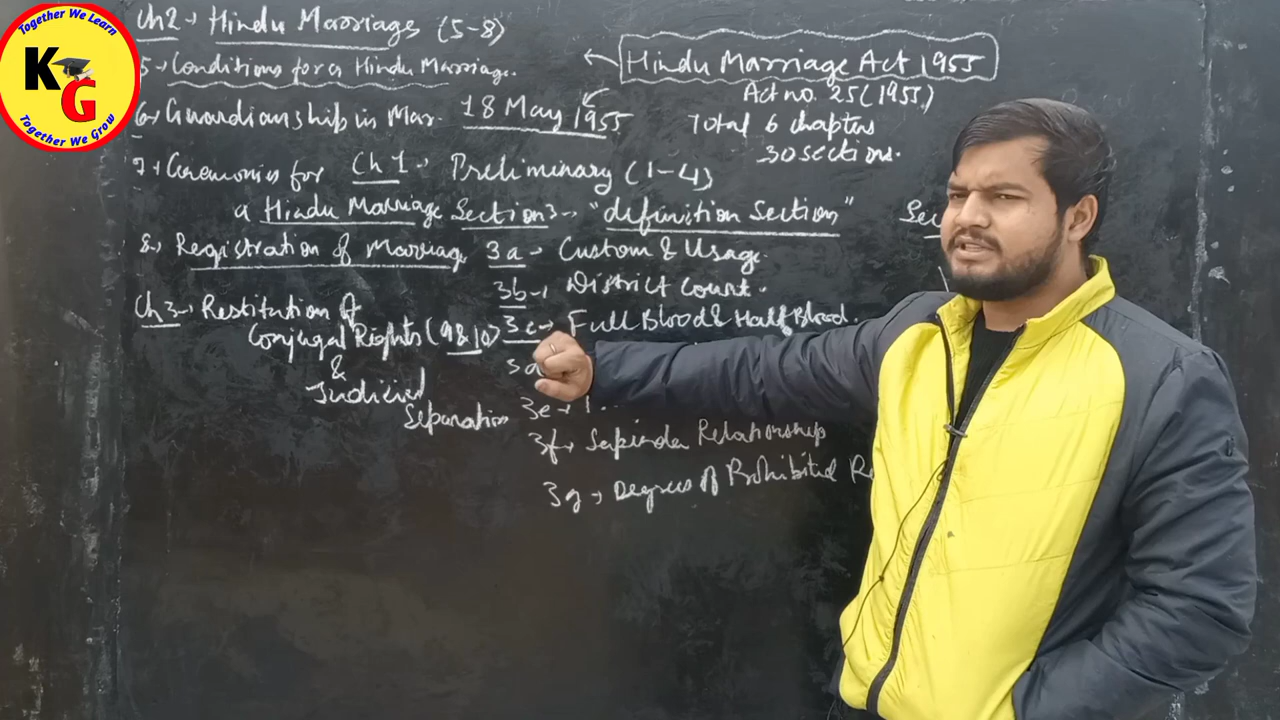 Together We Learn
KG
Together We Grow
Ch2 → Hindu Marriage (5-8)
5 → Conditions for a Hindu Marriage.
6 → Guardianship in Mar.
7 → Ceremonies for
a Hindu Marriage
8 → Registration of Marriage
Ch3 → Restitution of
Conjugal Rights (9&10)
&
Judicial
Separation
← Hindu Marriage Act 1955
Act no. 25 (1955)
18 May 1955
Total 6 chapters
30 sections.
Ch 1 → Preliminary (1-4)
Section 3 → "definition Section"
3a → Custom & Usage.
3b → District Court.
3c → Full Blood & Half Blood.
3d
3e →
3f → Sapinda Relationship
3g → Degrees of Prohibited
Sec